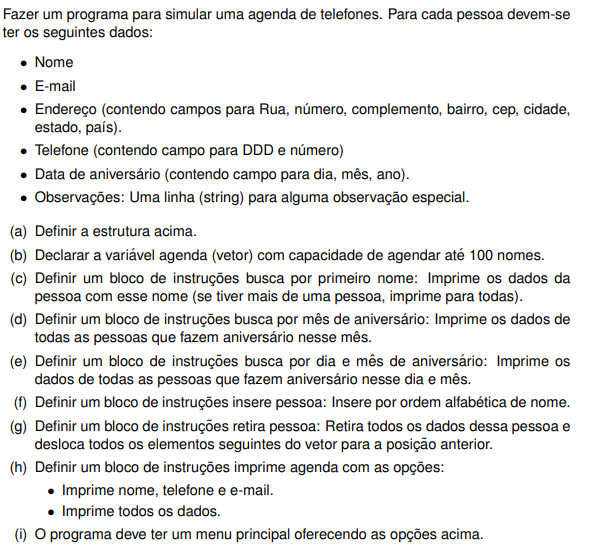 Fazer um programa para simular uma agenda de telefones. Para cada pessoa devem-se
ter os seguintes dados:
• Nome
• E-mail
• Endereço (contendo campos para Rua, número, complemento, bairro, cep, cidade,
estado, país).
• Telefone (contendo campo para DDD e número)
• Data de aniversário (contendo campo para dia, mês, ano).
• Observações: Uma linha (string) para alguma observação especial.
(a) Definir a estrutura acima.
(b) Declarar a variável agenda (vetor) com capacidade de agendar até 100 nomes.
(c) Definir um bloco de instruções busca por primeiro nome: Imprime os dados da
pessoa com esse nome (se tiver mais de uma pessoa, imprime para todas).
(d) Definir um bloco de instruções busca por mês de aniversário: Imprime os dados de
todas as pessoas que fazem aniversário nesse mês.
(e) Definir um bloco de instruções busca por dia e mês de aniversário: Imprime os
dados de todas as pessoas que fazem aniversário nesse dia e mês.
(f) Definir um bloco de instruções insere pessoa: Insere por ordem alfabética de nome.
(g) Definir um bloco de instruções retira pessoa: Retira todos os dados dessa pessoa e
desloca todos os elementos seguintes do vetor para a posição anterior.
(h) Definir um bloco de instruções imprime agenda com as opções:
• Imprime nome, telefone e e-mail.
• Imprime todos os dados.
(i) O programa deve ter um menu principal oferecendo as opções acima.